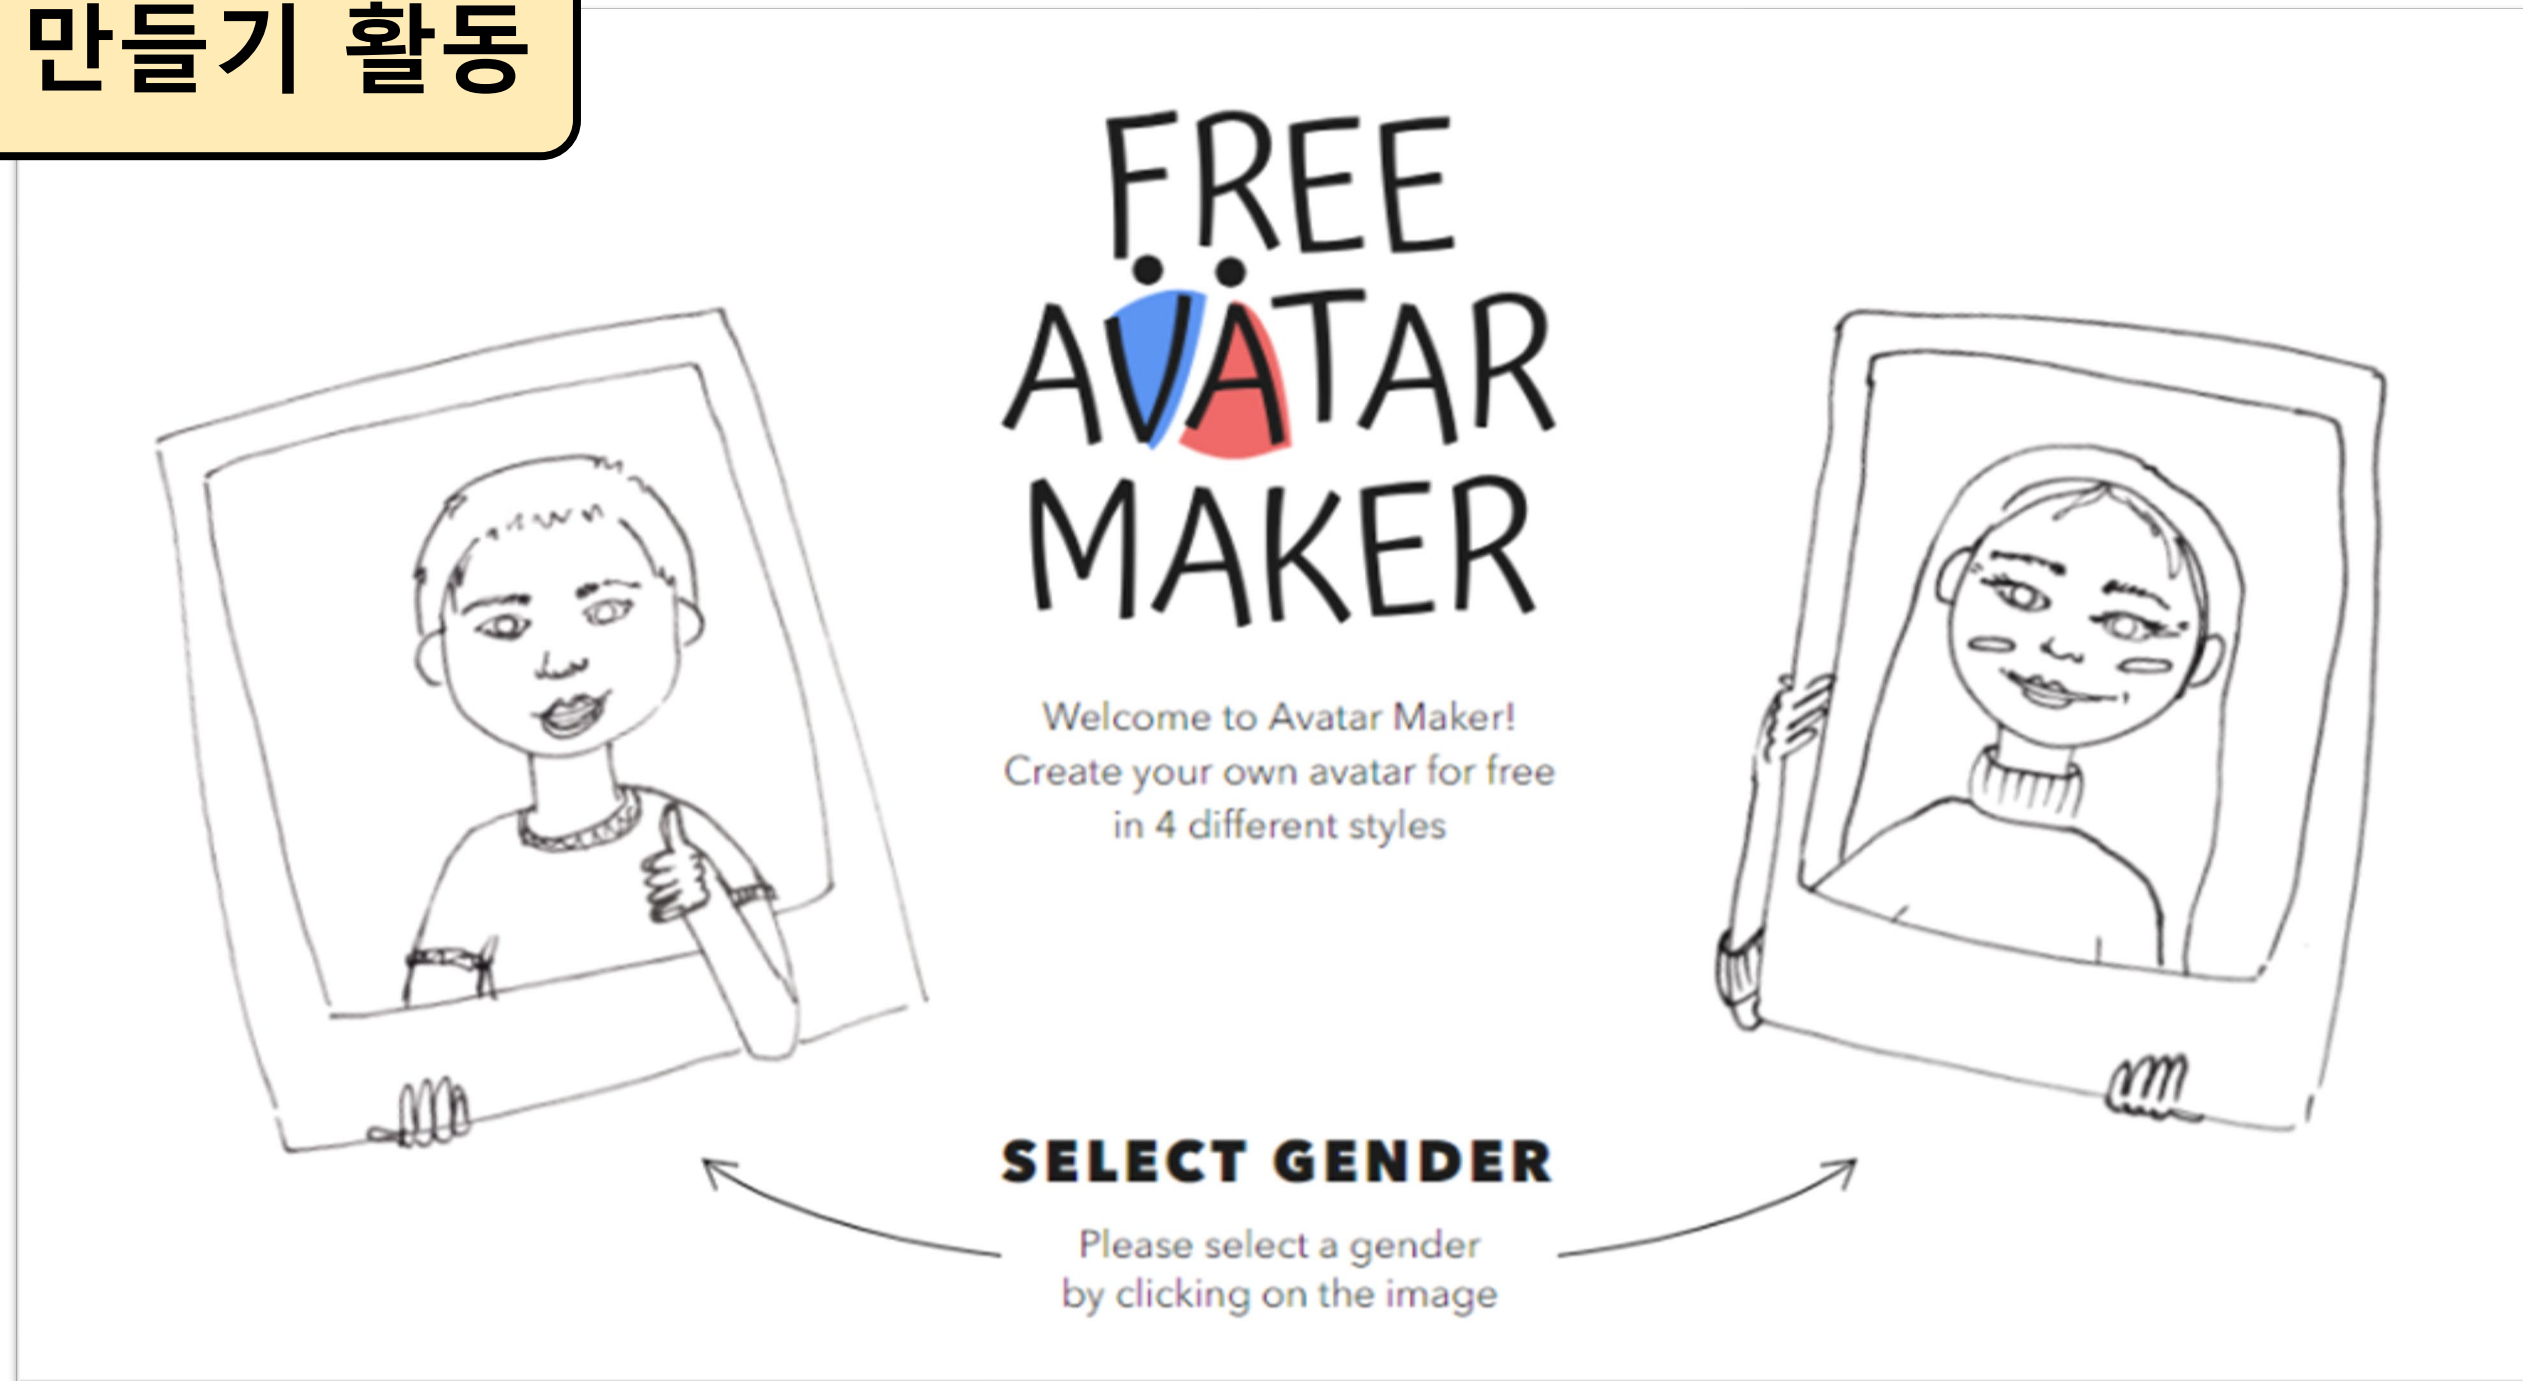 만들기 활동
FREE
AVATAR
MAKER
Welcome to Avatar Maker!
Create your own avatar for free
in 4 different styles
SELECT GENDER
Please select a gender
by clicking on the image